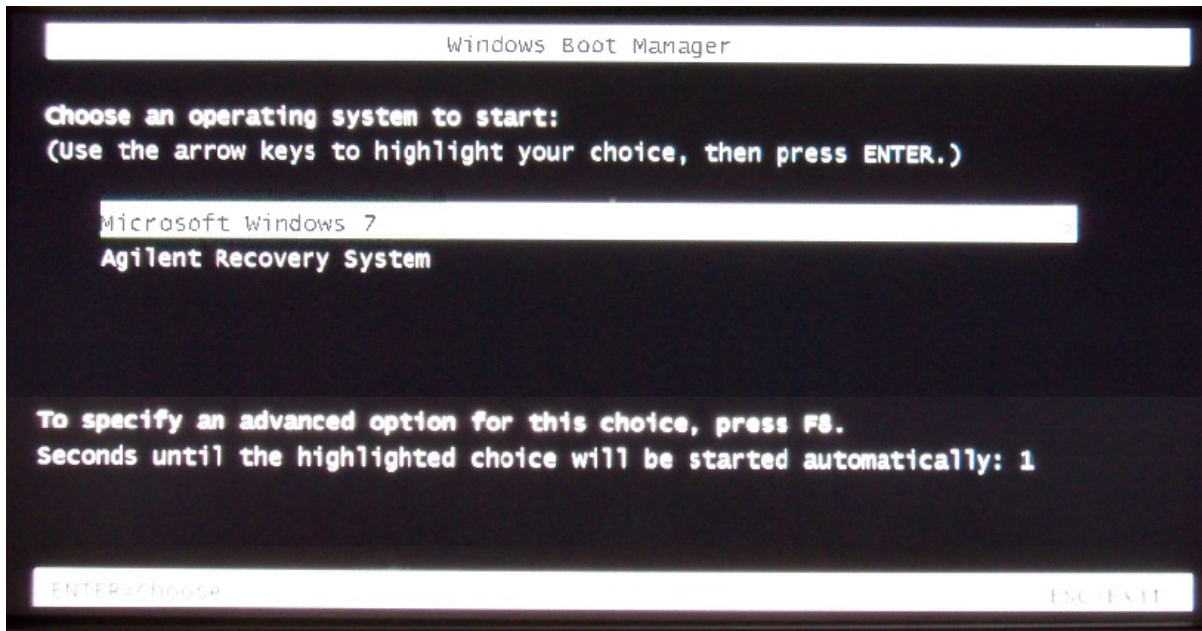 Windows Boot Manager
Choose an operating system to start:
(Use the arrow keys to highlight your choice, then press ENTER.)
Microsoft Windows 7 >
Agilent Recovery System
To specify an advanced option for this choice, press F8.
Seconds until the highlighted choice will be started automatically: 1
ENTER=Choose ESC=Exit